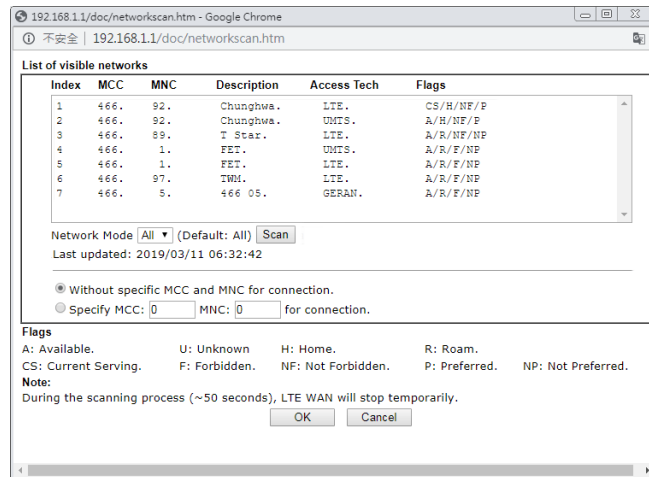 192.168.1.1/doc/networkscan.htm - Google Chrome
不安全 | 192.168.1.1/doc/networkscan.htm
List of visible networks
Index MCC MNC Description Access Tech Flags
1 466. 92. Chunghwa. LTE. CS/H/NF/P
2 466. 92. Chunghwa. UMTS. A/H/NF/P
3 466. 89. T Star. LTE. A/R/NF/NP
4 466. 1. FET. UMTS. A/R/F/NP
5 466. 1. FET. LTE. A/R/F/NP
6 466. 97. TWM. LTE. A/R/F/NP
7 466. 5. 466 05. GERAN. A/R/F/NP
Network Mode All (Default: All) Scan
Last updated: 2019/03/11 06:32:42
Without specific MCC and MNC for connection.
Specify MCC: 0 MNC: 0 for connection.
Flags
A: Available. U: Unknown H: Home. R: Roam.
CS: Current Serving. F: Forbidden. NF: Not Forbidden. P: Preferred. NP: Not Preferred.
Note:
During the scanning process (~50 seconds), LTE WAN will stop temporarily.
OK Cancel